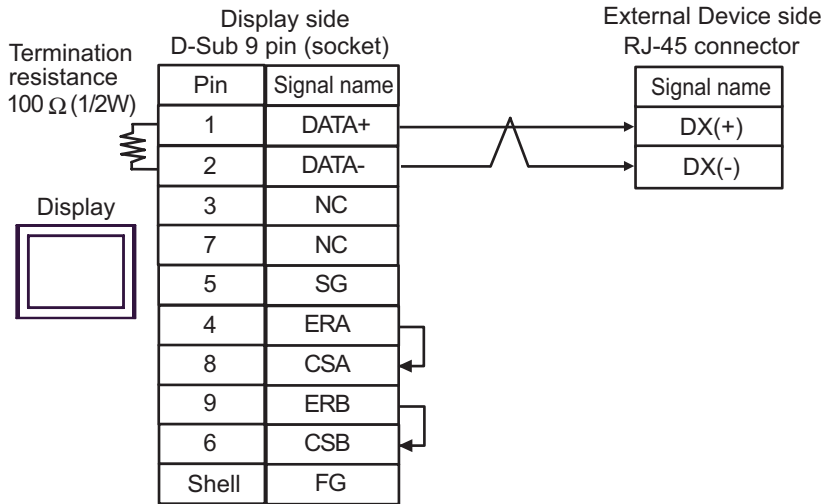 Display side
D-Sub 9 pin (socket)
External Device side
RJ-45 connector
Termination
resistance
100 Ω (1/2W)
Pin Signal name
Signal name
1 DATA+
DX(+)
2 DATA-
DX(-)
Display
3 NC
7 NC
5 SG
4 ERA
8 CSA
9 ERB
6 CSB
Shell FG